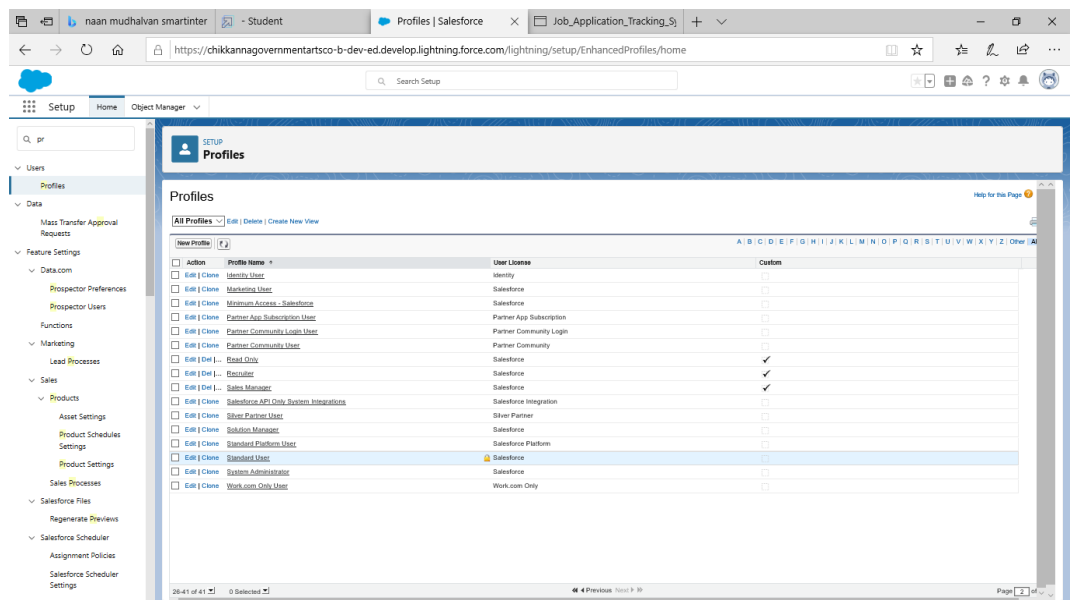 naan mudhalvan smartinter
- Student
Profiles | Salesforce
Job_Application_Tracking_Sy
https://chikkannagovernmentartsco-b-dev-ed.develop.lightning.force.com/lightning/setup/EnhancedProfiles/home
Search Setup
Setup Home Object Manager
pr
Users
Profiles
Data
Mass Transfer Approval
Requests
Feature Settings
Data.com
Prospector Preferences
Prospector Users
Functions
Marketing
Lead Processes
Sales
Products
Asset Settings
Product Schedules
Settings
Product Settings
Sales Processes
Salesforce Files
Regenerate Previews
Salesforce Scheduler
Assignment Policies
Salesforce Scheduler
Settings
SETUP
Profiles
Profiles
Help for this Page
All Profiles Edit | Delete | Create New View
New Profile
A | B | C | D | E | F | G | H | I | J | K | L | M | N | O | P | Q | R | S | T | U | V | W | X | Y | Z | Other | Al
Action Profile Name User License Custom
Edit | Clone Identity User Identity
Edit | Clone Marketing User Salesforce
Edit | Clone Minimum Access - Salesforce Salesforce
Edit | Clone Partner App Subscription User Partner App Subscription
Edit | Clone Partner Community Login User Partner Community Login
Edit | Clone Partner Community User Partner Community
Edit | Del |... Read Only Salesforce
Edit | Del |... Recruiter Salesforce
Edit | Del |... Sales Manager Salesforce
Edit | Clone Salesforce API Only System Integrations Salesforce Integration
Edit | Clone Silver Partner User Silver Partner
Edit | Clone Solution Manager Salesforce
Edit | Clone Standard Platform User Salesforce Platform
Edit | Clone Standard User Salesforce
Edit | Clone System Administrator Salesforce
Edit | Clone Work.com Only User Work.com Only
26-41 of 41 0 Selected Previous Next Page 2 of